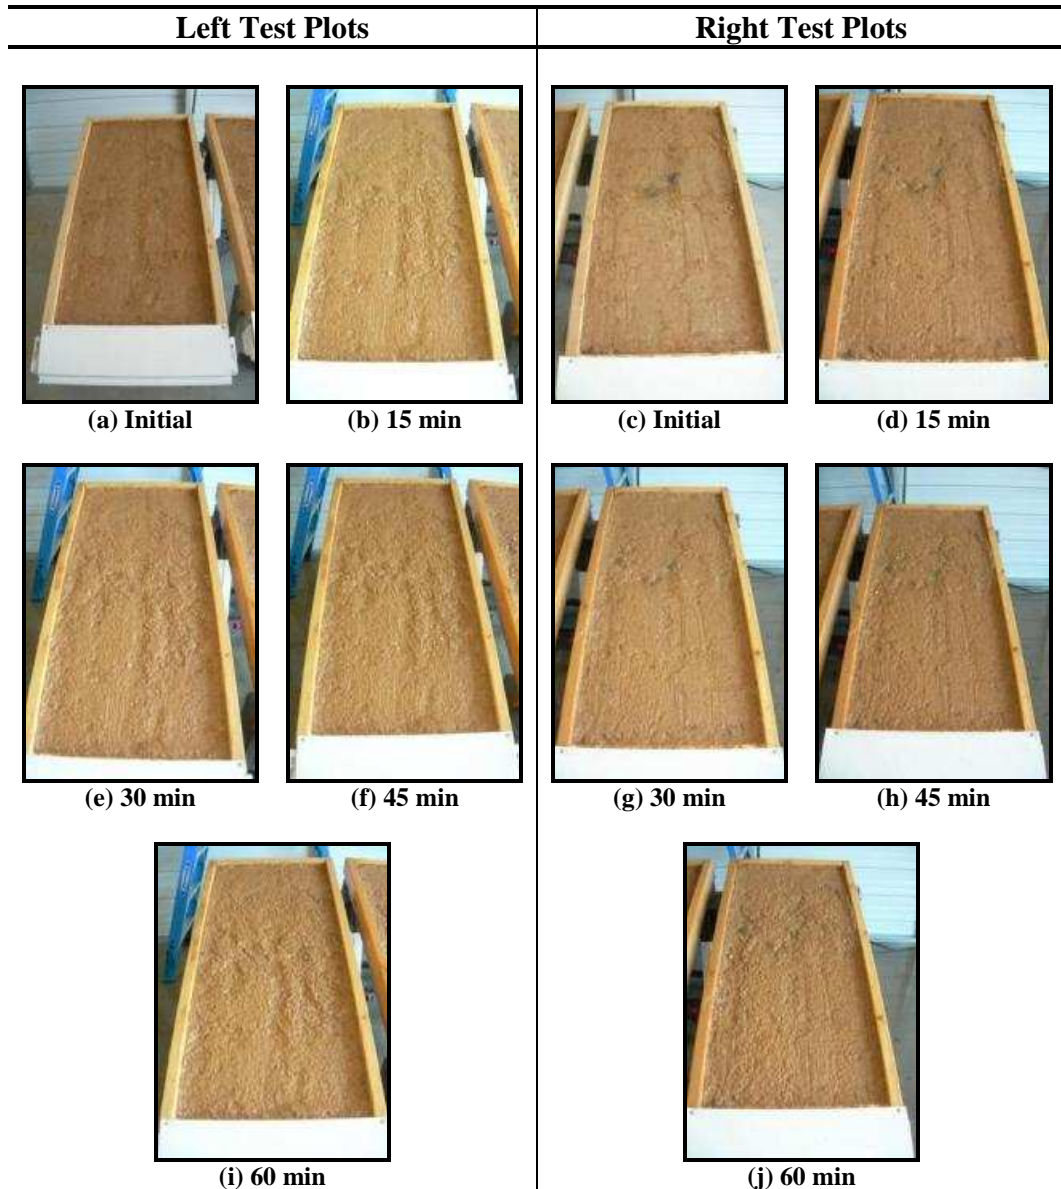 Left Test Plots
Right Test Plots
(a) Initial
(b) 15 min
(c) Initial
(d) 15 min
(e) 30 min
(f) 45 min
(g) 30 min
(h) 45 min
(i) 60 min
(j) 60 min